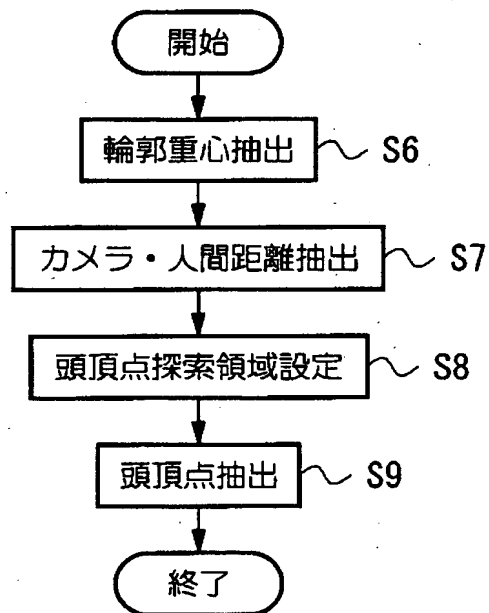 開始
輪郭重心抽出 S6
カメラ・人間距離抽出 S7
頭頂点探索領域設定 S8
頭頂点抽出 S9
終了